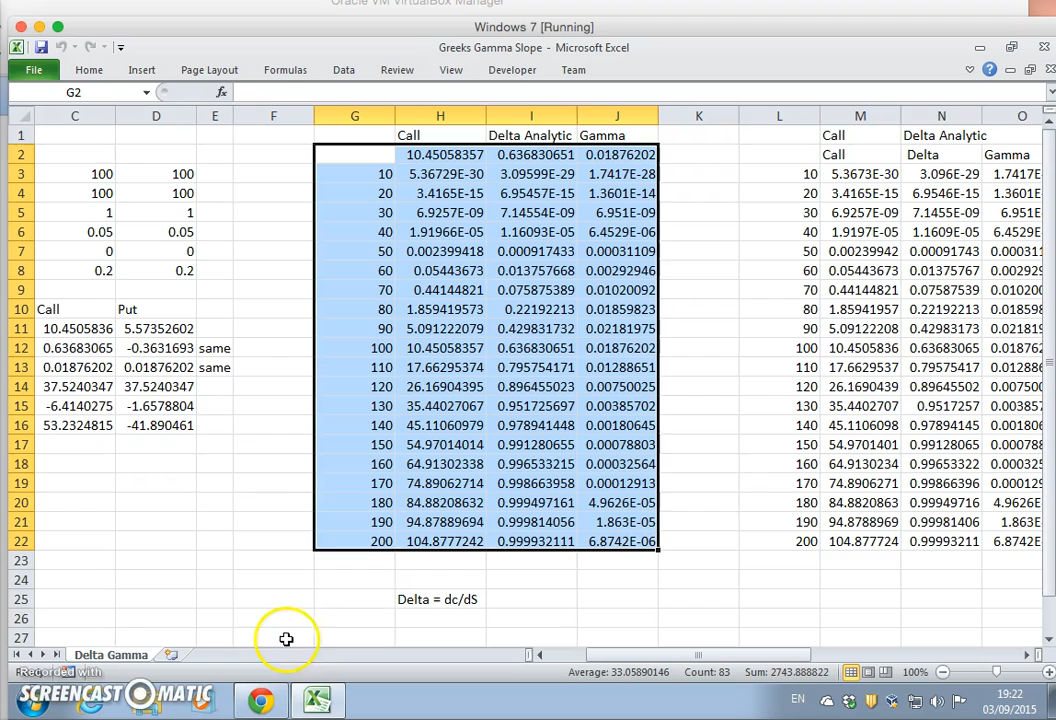 Oracle VM VirtualBox Manager
Windows 7 [Running]
Greeks Gamma Slope - Microsoft Excel
File Home Insert Page Layout Formulas Data Review View Developer Team
G2 fx
C D E F G H I J K L M N O
1 Call Delta Analytic Gamma Call Delta Analytic
2 10.45058357 0.636830651 0.01876202 Call Delta Gamma
3 100 100 10 5.36729E-30 3.09599E-29 1.7417E-28 10 5.3673E-30 3.096E-29 1.7417E
4 100 100 20 3.4165E-15 6.95457E-15 1.3601E-14 20 3.4165E-15 6.9546E-15 1.3601E
5 1 1 30 6.9257E-09 7.14554E-09 6.951E-09 30 6.9257E-09 7.1455E-09 6.951E
6 0.05 0.05 40 1.91966E-05 1.16093E-05 6.4529E-06 40 1.9197E-05 1.1609E-05 6.4529E
7 0 0 50 0.002399418 0.000917433 0.00031109 50 0.00239942 0.00091743 0.00031
8 0.2 0.2 60 0.05443673 0.013757668 0.00292946 60 0.05443673 0.01375767 0.00292
9 70 0.44144821 0.075875389 0.01020092 70 0.44144821 0.07587539 0.01020
10 Call Put 80 1.859419573 0.22192213 0.01859823 80 1.85941957 0.22192213 0.01859
11 10.4505836 5.57352602 90 5.091222079 0.429831732 0.02181975 90 5.09122208 0.42983173 0.02181
12 0.63683065 -0.3631693 same 100 10.45058357 0.636830651 0.01876202 100 10.4505836 0.63683065 0.01876
13 0.01876202 0.01876202 same 110 17.66295374 0.795754171 0.01288651 110 17.6629537 0.79575417 0.01288
14 37.5240347 37.5240347 120 26.16904395 0.896455023 0.00750025 120 26.1690439 0.89645502 0.00750
15 -6.4140275 -1.6578804 130 35.44027067 0.951725697 0.00385702 130 35.4402707 0.9517257 0.00385
16 53.2324815 -41.890461 140 45.11060979 0.978941448 0.00180645 140 45.1106098 0.97894145 0.00180
17 150 54.97014014 0.991280655 0.00078803 150 54.9701401 0.99128065 0.00078
18 160 64.91302338 0.996533215 0.00032564 160 64.9130234 0.99653322 0.00032
19 170 74.89062714 0.998663958 0.00012913 170 74.8906271 0.99866396 0.00012
20 180 84.88208632 0.999497161 4.9626E-05 180 84.8820863 0.99949716 4.9626E
21 190 94.87889694 0.999814056 1.863E-05 190 94.8788969 0.99981406 1.863E
22 200 104.8777242 0.999932111 6.8742E-06 200 104.877724 0.99993211 6.8742E
23
24
25 Delta = dc/dS
26
27
Delta Gamma
Average: 33.05890146 Count: 83 Sum: 2743.888822 100%
Recorded with
SCREENCAST-O-MATIC
EN
19:22
03/09/2015